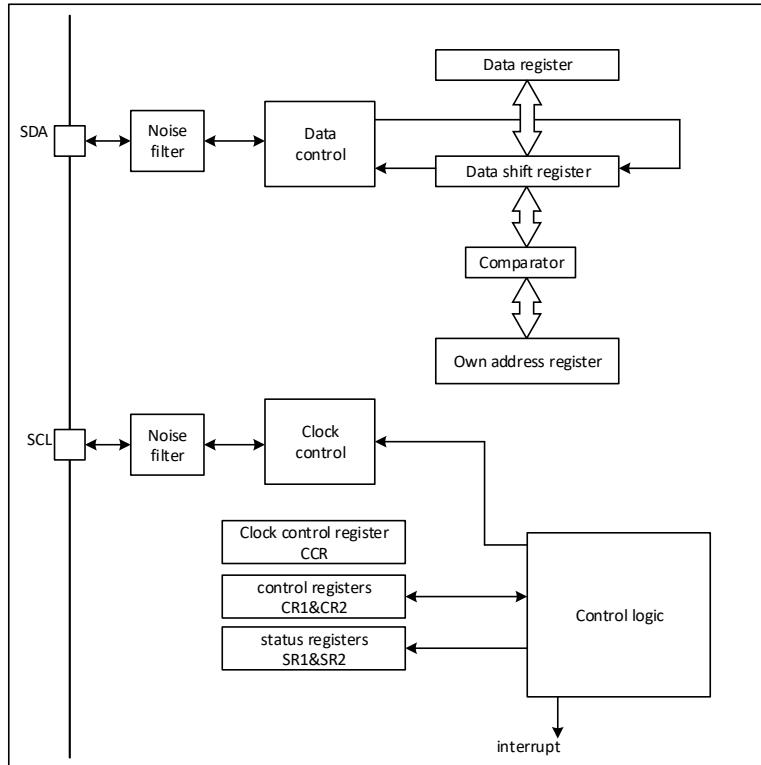 Data register
SDA
Noise
filter
Data
control
Data shift register
Comparator
Own address register
SCL
Noise
filter
Clock
control
Clock control register
CCR
control registers
CR1&CR2
Control logic
status registers
SR1&SR2
interrupt